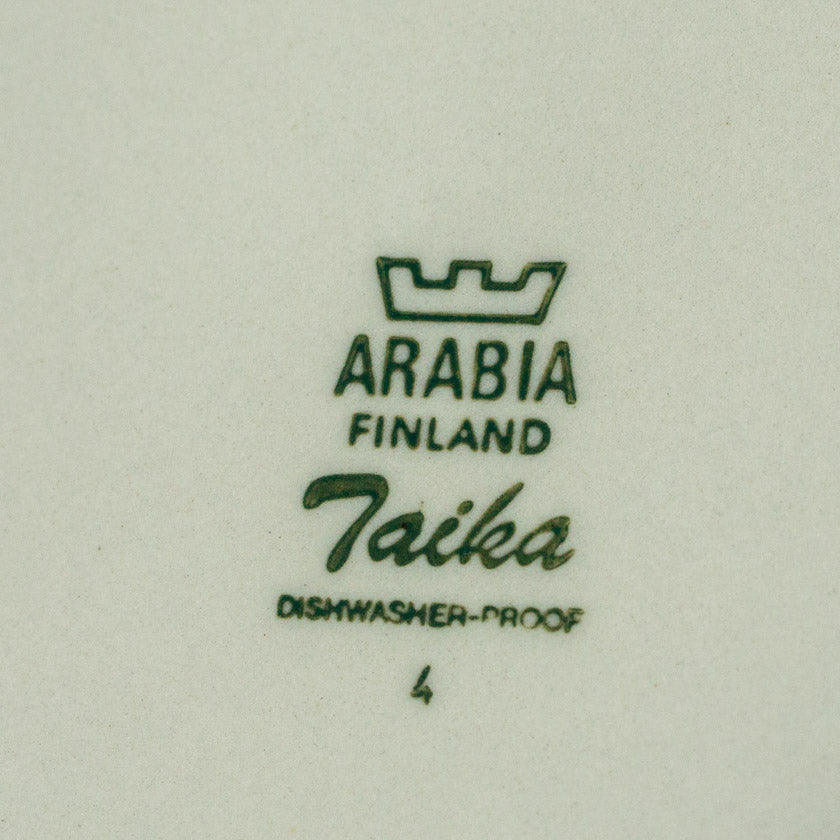 ARABIA
FINLAND
Taika
DISHWASHER-PROOF
4